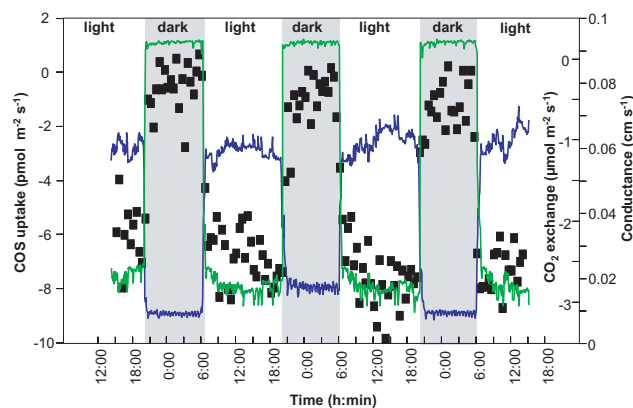 light dark light dark light dark light
2
0
-2
-4
-6
-8
-10
COS uptake (pmol m-2 s-1)
0
-1
-2
-3
CO2 exchange (µmol m-2 s-1)
0.1
0.08
0.06
0.04
0.02
0
Conductance (cm s-1)
12:00 18:00 0:00 6:00 12:00 18:00 0:00 6:00 12:00 18:00 0:00 6:00 12:00 18:00
Time (h:min)